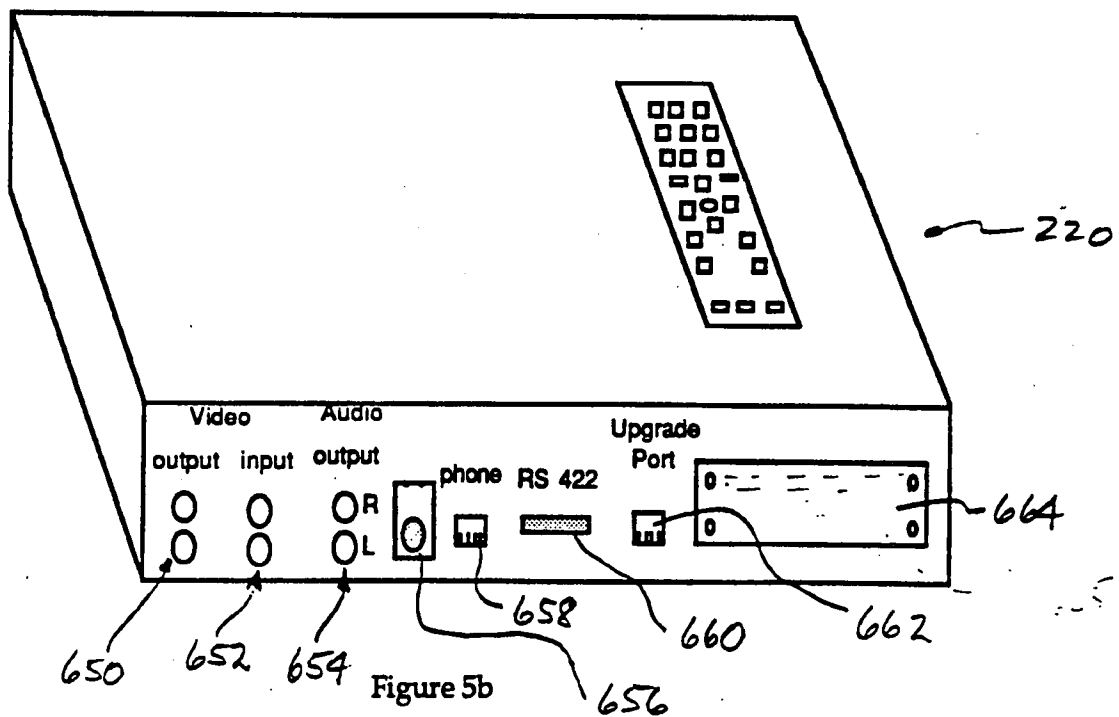 220
Video Audio
output input output
Upgrade
Port
phone RS 422
R
L
664
658
660
662
650
652
654
656
Figure 5b